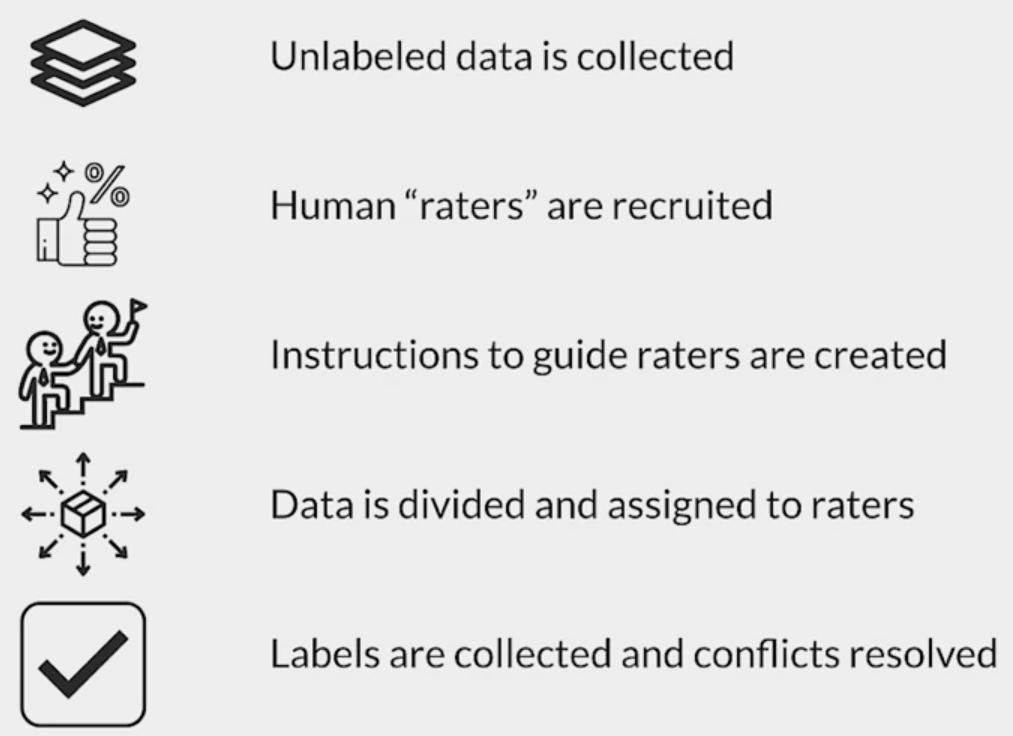 Unlabeled data is collected
Human “raters” are recruited
Instructions to guide raters are created
Data is divided and assigned to raters
Labels are collected and conflicts resolved